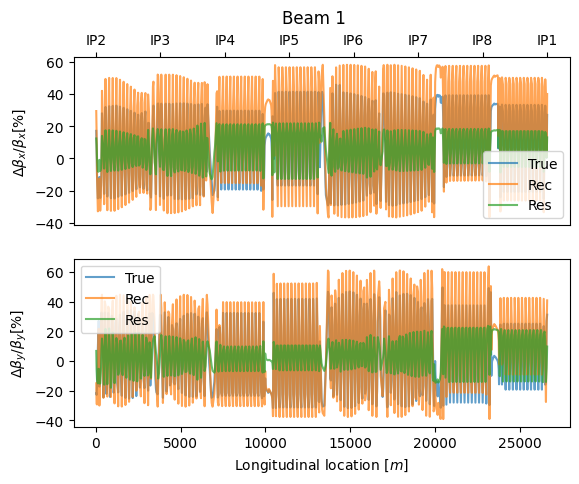 Beam 1
IP2 IP3 IP4 IP5 IP6 IP7 IP8 IP1
60
40
20
0
−20
−40
Δβx/βx[%]
True
Rec
Res
60
40
20
0
−20
−40
Δβy/βy[%]
True
Rec
Res
0 5000 10000 15000 20000 25000
Longitudinal location [m]